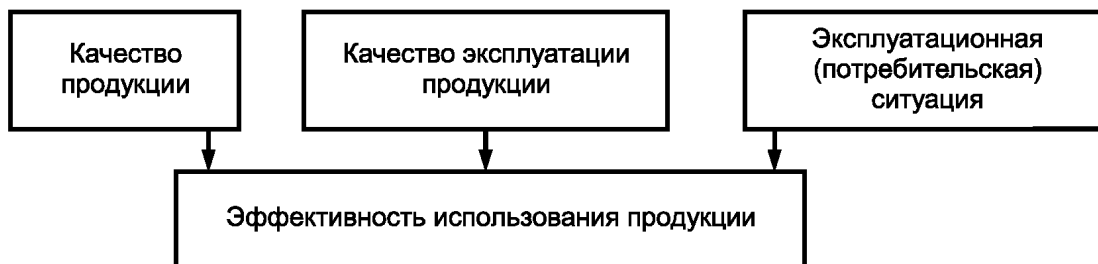 Качество
продукции
Качество эксплуатации
продукции
Эксплуатационная
(потребительская)
ситуация
Эффективность использования продукции